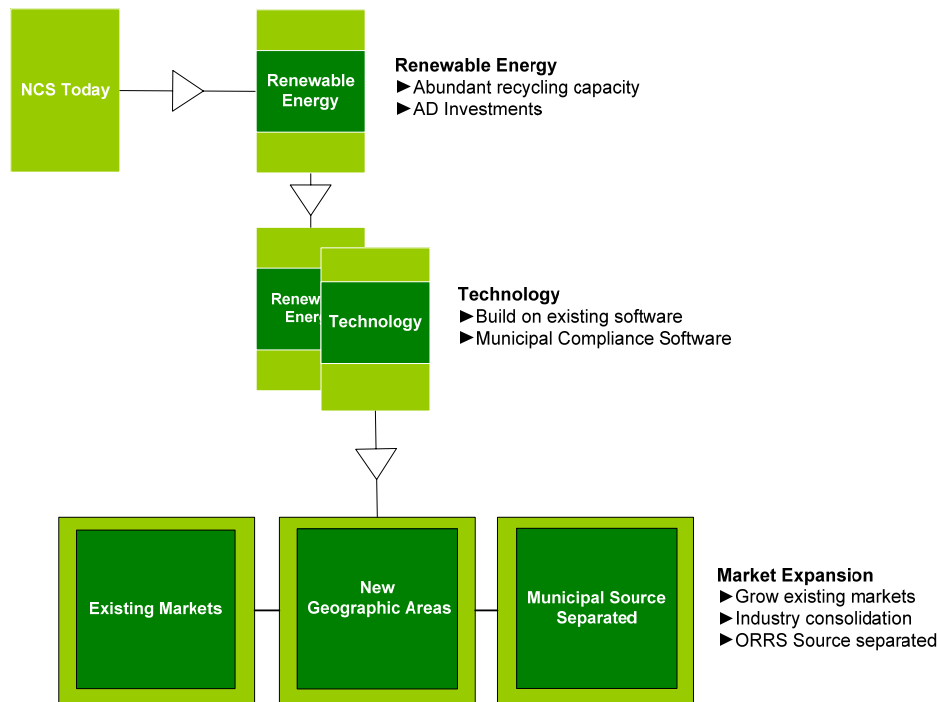 NCS Today
Renewable
Energy
Renewable Energy
►Abundant recycling capacity
►AD Investments
Technology
Technology
►Build on existing software
►Municipal Compliance Software
Existing Markets
New
Geographic Areas
Municipal Source
Separated
Market Expansion
►Grow existing markets
►Industry consolidation
►ORRS Source separated